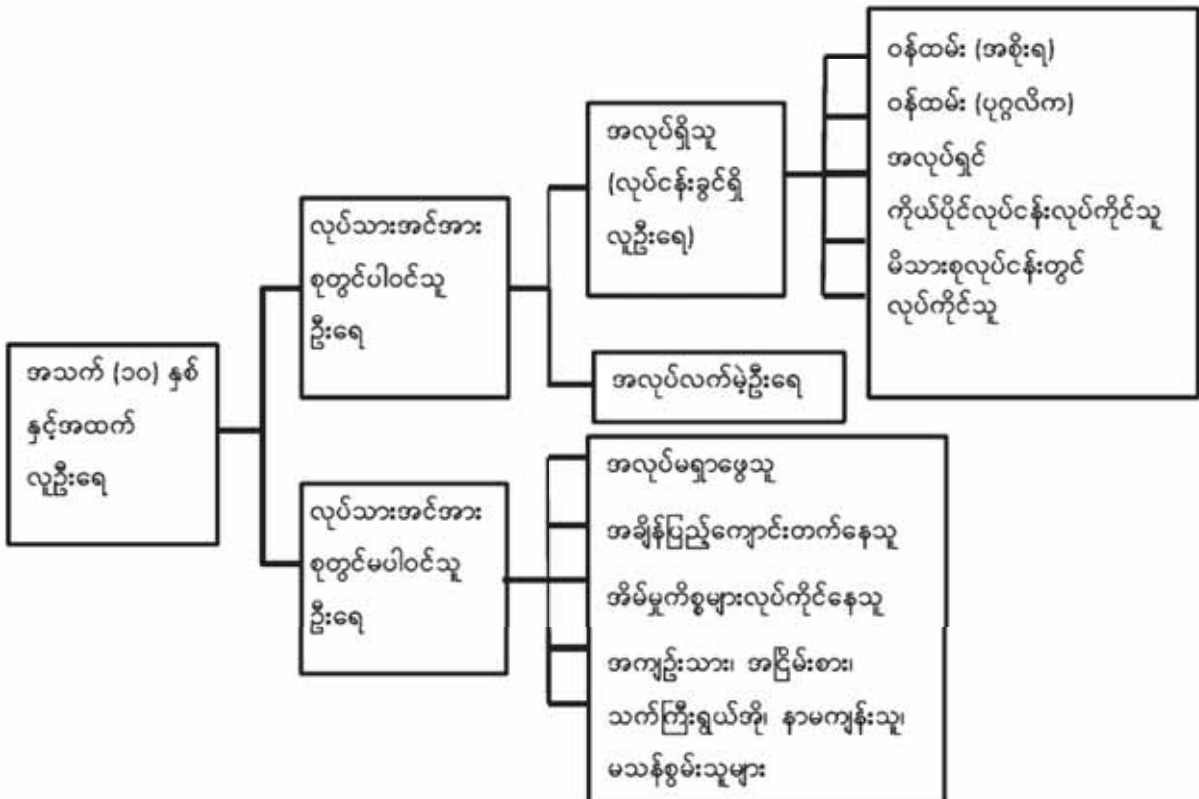 အသက် (၁၀) နှစ်
နှင့်အထက်
လူဦးရေ
လုပ်သားအင်အား
စုတွင်ပါဝင်သူ
ဦးရေ
လုပ်သားအင်အား
စုတွင်မပါဝင်သူ
ဦးရေ
အလုပ်ရှိသူ
(လုပ်ငန်းခွင်ရှိ
လူဦးရေ)
အလုပ်လက်မဲ့ဦးရေ
ဝန်ထမ်း (အစိုးရ)
ဝန်ထမ်း (ပုဂ္ဂလိက)
အလုပ်ရှင်
ကိုယ်ပိုင်လုပ်ငန်းလုပ်ကိုင်သူ
မိသားစုလုပ်ငန်းတွင်
လုပ်ကိုင်သူ
အလုပ်မရှာဖွေသူ
အချိန်ပြည့်ကျောင်းတက်နေသူ
အိမ်မှုကိစ္စများလုပ်ကိုင်နေသူ
အကျဉ်းသား၊ အငြိမ်းစား၊
သက်ကြီးရွယ်အို၊ နာမကျန်းသူ၊
မသန်စွမ်းသူများ